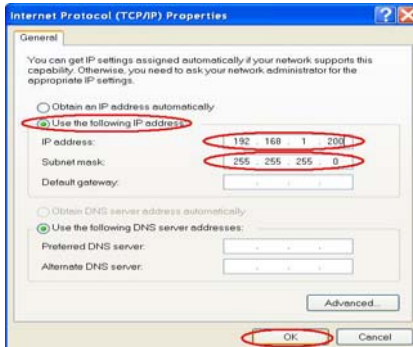 Internet Protocol (TCP/IP) Properties
General
You can get IP settings assigned automatically if your network supports this
capability. Otherwise, you need to ask your network administrator for the
appropriate IP settings.
Obtain an IP address automatically
Use the following IP address:
IP address: 192 . 168 . 1 . 200
Subnet mask: 255 . 255 . 255 . 0
Default gateway: . . .
Obtain DNS server address automatically
Use the following DNS server addresses:
Preferred DNS server: . . .
Alternate DNS server: . . .
Advanced...
OK Cancel